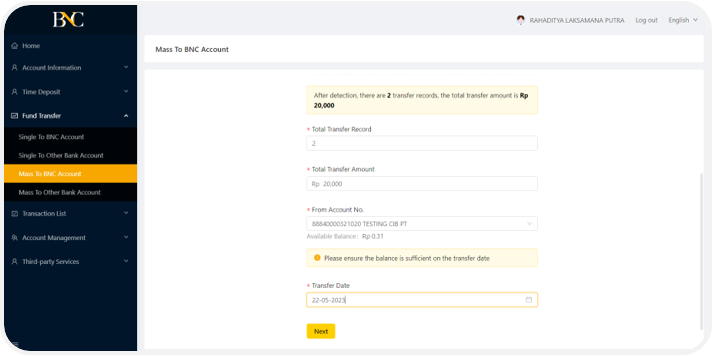 BNC
RAHADITYA LAKSAMANA PUTRA Log out English
Home
Account Information
Time Deposit
Fund Transfer
Single To BNC Account
Single To Other Bank Account
Mass To BNC Account
Mass To Other Bank Account
Transaction List
Account Management
Third-party Services
Mass To BNC Account
After detection, there are 2 transfer records, the total transfer amount is Rp
20,000
* Total Transfer Record
2
* Total Transfer Amount
Rp 20,000
* From Account No.
88840000321020 TESTING CIB PT
Available Balance: Rp 0.31
Please ensure the balance is sufficient on the transfer date
* Transfer Date
22-05-2023
Next